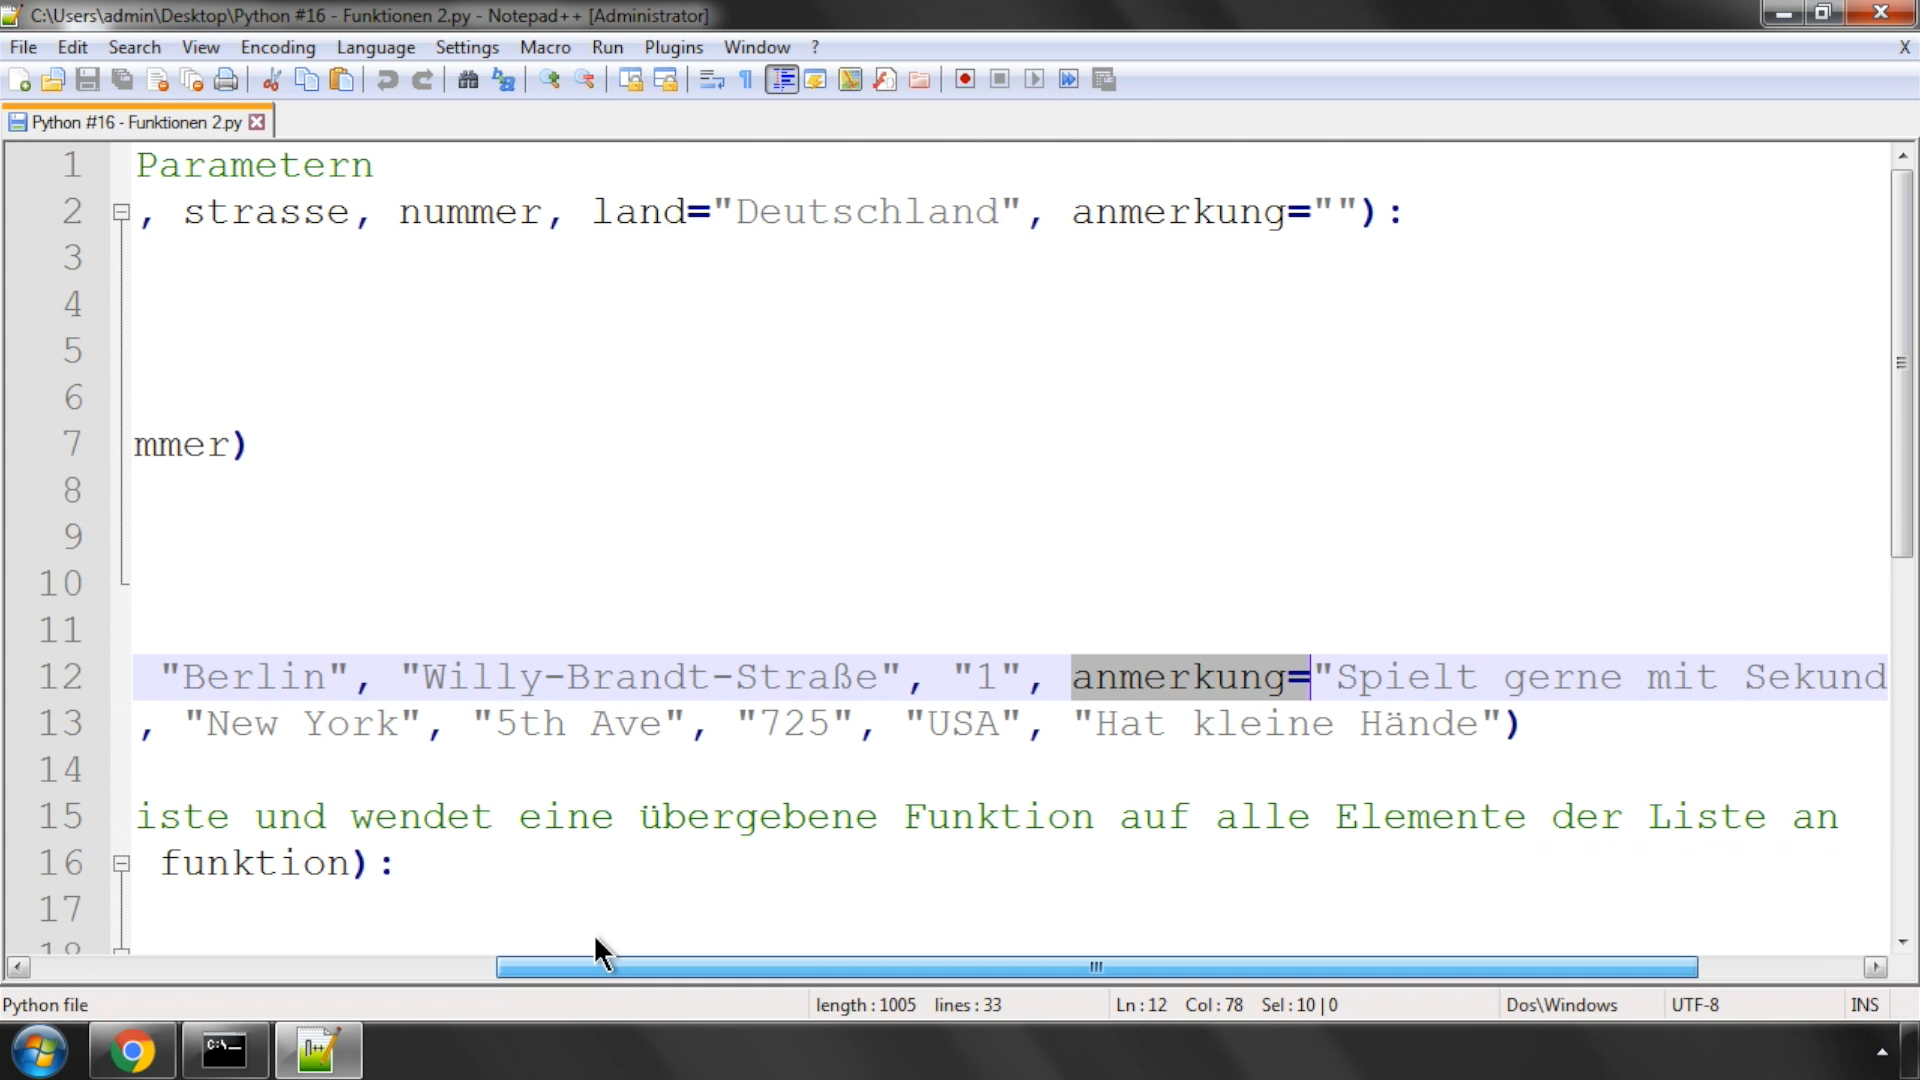 C:\Users\admin\Desktop\Python #16 - Funktionen 2.py - Notepad++ [Administrator]
File Edit Search View Encoding Language Settings Macro Run Plugins Window ? X
Python #16 - Funktionen 2.py
1 Parametern
2 , strasse, nummer, land="Deutschland", anmerkung=""):
3
4
5
6
7 mmer)
8
9
10
11
12 "Berlin", "Willy-Brandt-Straße", "1", anmerkung="Spielt gerne mit Sekund
13 , "New York", "5th Ave", "725", "USA", "Hat kleine Hände")
14
15 iste und wendet eine übergebene Funktion auf alle Elemente der Liste an
16 funktion):
17
18
Python file length : 1005 lines : 33 Ln : 12 Col : 78 Sel : 10 | 0 Dos\Windows UTF-8 INS